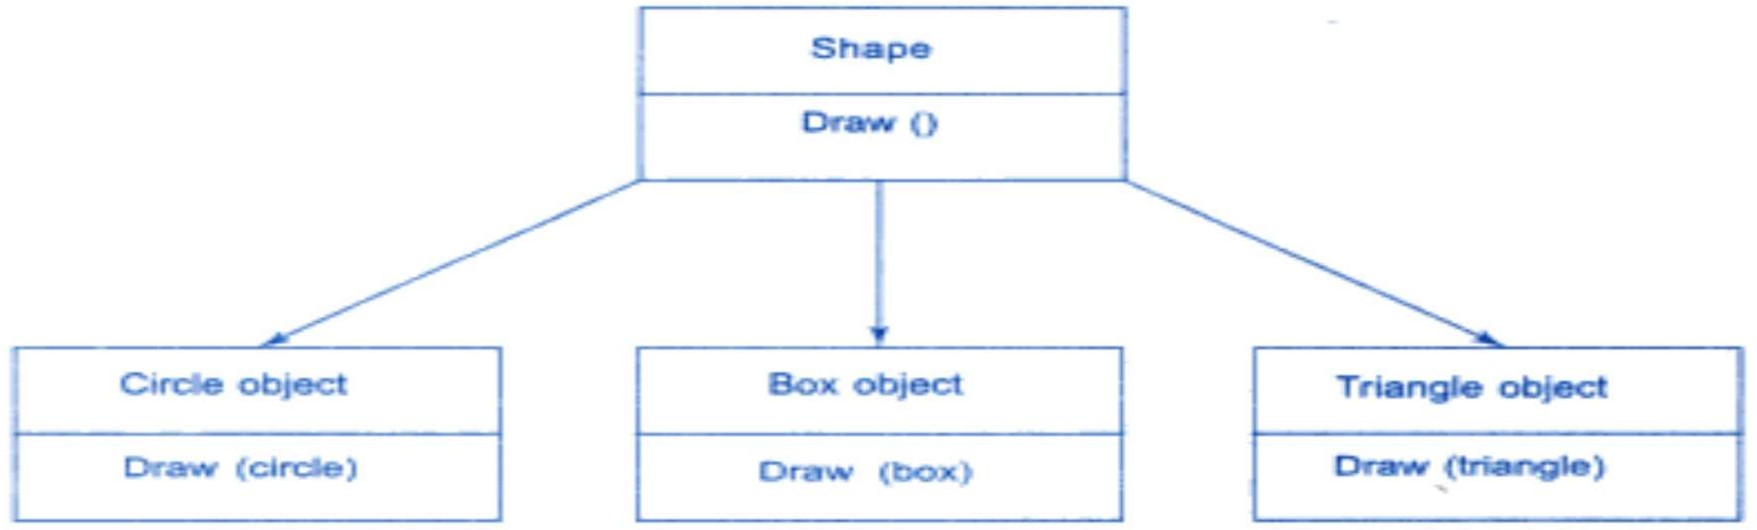 Shape
Draw ()
Circle object
Draw (circle)
Box object
Draw (box)
Triangle object
Draw (triangle)